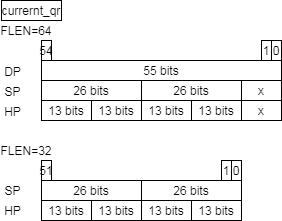 currernt_qr
FLEN=64
54 1 0
DP 55 bits
SP 26 bits 26 bits x
HP 13 bits 13 bits 13 bits 13 bits x
FLEN=32
51 1 0
SP 26 bits 26 bits
HP 13 bits 13 bits 13 bits 13 bits